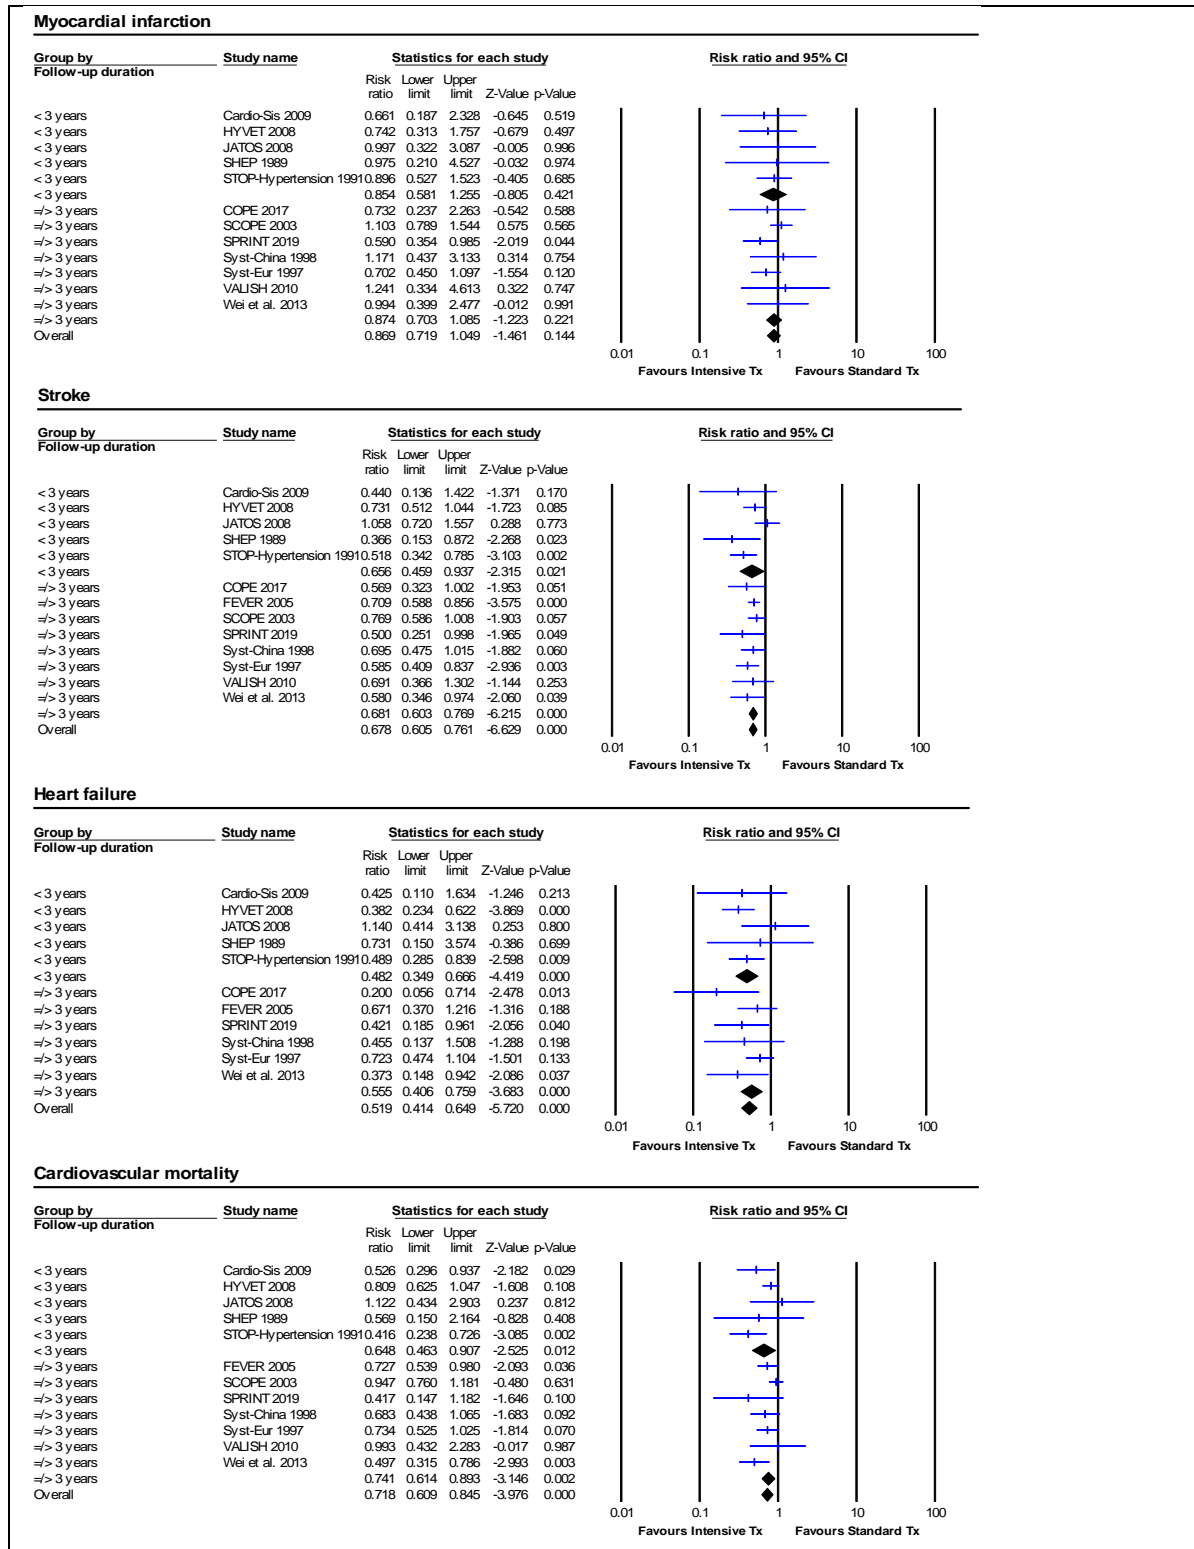 Myocardial infarction
Group by Study name Statistics for each study Risk ratio and 95% CI
Follow-up duration
Risk Lower Upper
ratio limit limit Z-Value p-Value
< 3 years Cardio-Sis 2009 0.661 0.187 2.328 -0.645 0.519
< 3 years HYVET 2008 0.742 0.313 1.757 -0.679 0.497
< 3 years JATOS 2008 0.997 0.322 3.087 -0.005 0.996
< 3 years SHEP 1989 0.975 0.210 4.527 -0.032 0.974
< 3 years STOP-Hypertension 1991 0.896 0.527 1.523 -0.405 0.685
< 3 years 0.854 0.581 1.255 -0.805 0.421
=/> 3 years COPE 2017 0.732 0.237 2.263 -0.542 0.588
=/> 3 years SCOPE 2003 1.103 0.789 1.544 0.575 0.565
=/> 3 years SPRINT 2019 0.590 0.354 0.985 -2.019 0.044
=/> 3 years Syst-China 1998 1.171 0.437 3.133 0.314 0.754
=/> 3 years Syst-Eur 1997 0.702 0.450 1.097 -1.554 0.120
=/> 3 years VALISH 2010 1.241 0.334 4.613 0.322 0.747
=/> 3 years Wei et al. 2013 0.994 0.399 2.477 -0.012 0.991
=/> 3 years 0.874 0.703 1.085 -1.223 0.221
Overall 0.869 0.719 1.049 -1.461 0.144
0.01 0.1 1 10 100
Favours Intensive Tx Favours Standard Tx
Stroke
Group by Study name Statistics for each study Risk ratio and 95% CI
Follow-up duration
Risk Lower Upper
ratio limit limit Z-Value p-Value
< 3 years Cardio-Sis 2009 0.440 0.136 1.422 -1.371 0.170
< 3 years HYVET 2008 0.731 0.512 1.044 -1.723 0.085
< 3 years JATOS 2008 1.058 0.720 1.557 0.288 0.773
< 3 years SHEP 1989 0.366 0.153 0.872 -2.268 0.023
< 3 years STOP-Hypertension 1991 0.518 0.342 0.785 -3.103 0.002
< 3 years 0.656 0.459 0.937 -2.315 0.021
=/> 3 years COPE 2017 0.569 0.323 1.002 -1.953 0.051
=/> 3 years FEVER 2005 0.709 0.588 0.856 -3.575 0.000
=/> 3 years SCOPE 2003 0.769 0.586 1.008 -1.903 0.057
=/> 3 years SPRINT 2019 0.500 0.251 0.998 -1.965 0.049
=/> 3 years Syst-China 1998 0.695 0.475 1.015 -1.882 0.060
=/> 3 years Syst-Eur 1997 0.585 0.409 0.837 -2.936 0.003
=/> 3 years VALISH 2010 0.691 0.366 1.302 -1.144 0.253
=/> 3 years Wei et al. 2013 0.580 0.346 0.974 -2.060 0.039
=/> 3 years 0.681 0.603 0.769 -6.215 0.000
Overall 0.678 0.605 0.761 -6.629 0.000
0.01 0.1 1 10 100
Favours Intensive Tx Favours Standard Tx
Heart failure
Group by Study name Statistics for each study Risk ratio and 95% CI
Follow-up duration
Risk Lower Upper
ratio limit limit Z-Value p-Value
< 3 years Cardio-Sis 2009 0.425 0.110 1.634 -1.246 0.213
< 3 years HYVET 2008 0.382 0.234 0.622 -3.869 0.000
< 3 years JATOS 2008 1.140 0.414 3.138 0.253 0.800
< 3 years SHEP 1989 0.731 0.150 3.574 -0.386 0.699
< 3 years STOP-Hypertension 1991 0.489 0.285 0.839 -2.598 0.009
< 3 years 0.482 0.349 0.666 -4.419 0.000
=/> 3 years COPE 2017 0.200 0.056 0.714 -2.478 0.013
=/> 3 years FEVER 2005 0.671 0.370 1.216 -1.316 0.188
=/> 3 years SPRINT 2019 0.421 0.185 0.961 -2.056 0.040
=/> 3 years Syst-China 1998 0.455 0.137 1.508 -1.288 0.198
=/> 3 years Syst-Eur 1997 0.723 0.474 1.104 -1.501 0.133
=/> 3 years Wei et al. 2013 0.373 0.148 0.942 -2.086 0.037
=/> 3 years 0.555 0.406 0.759 -3.683 0.000
Overall 0.519 0.414 0.649 -5.720 0.000
0.01 0.1 1 10 100
Favours Intensive Tx Favours Standard Tx
Cardiovascular mortality
Group by Study name Statistics for each study Risk ratio and 95% CI
Follow-up duration
Risk Lower Upper
ratio limit limit Z-Value p-Value
< 3 years Cardio-Sis 2009 0.526 0.296 0.937 -2.182 0.029
< 3 years HYVET 2008 0.809 0.625 1.047 -1.608 0.108
< 3 years JATOS 2008 1.122 0.434 2.903 0.237 0.812
< 3 years SHEP 1989 0.569 0.150 2.164 -0.828 0.408
< 3 years STOP-Hypertension 1991 0.416 0.238 0.726 -3.085 0.002
< 3 years 0.648 0.463 0.907 -2.525 0.012
=/> 3 years FEVER 2005 0.727 0.539 0.980 -2.093 0.036
=/> 3 years SCOPE 2003 0.947 0.760 1.181 -0.480 0.631
=/> 3 years SPRINT 2019 0.417 0.147 1.182 -1.646 0.100
=/> 3 years Syst-China 1998 0.683 0.438 1.065 -1.683 0.092
=/> 3 years Syst-Eur 1997 0.734 0.525 1.025 -1.814 0.070
=/> 3 years VALISH 2010 0.993 0.432 2.283 -0.017 0.987
=/> 3 years Wei et al. 2013 0.497 0.315 0.786 -2.993 0.003
=/> 3 years 0.741 0.614 0.893 -3.146 0.002
Overall 0.718 0.609 0.845 -3.976 0.000
0.01 0.1 1 10 100
Favours Intensive Tx Favours Standard Tx